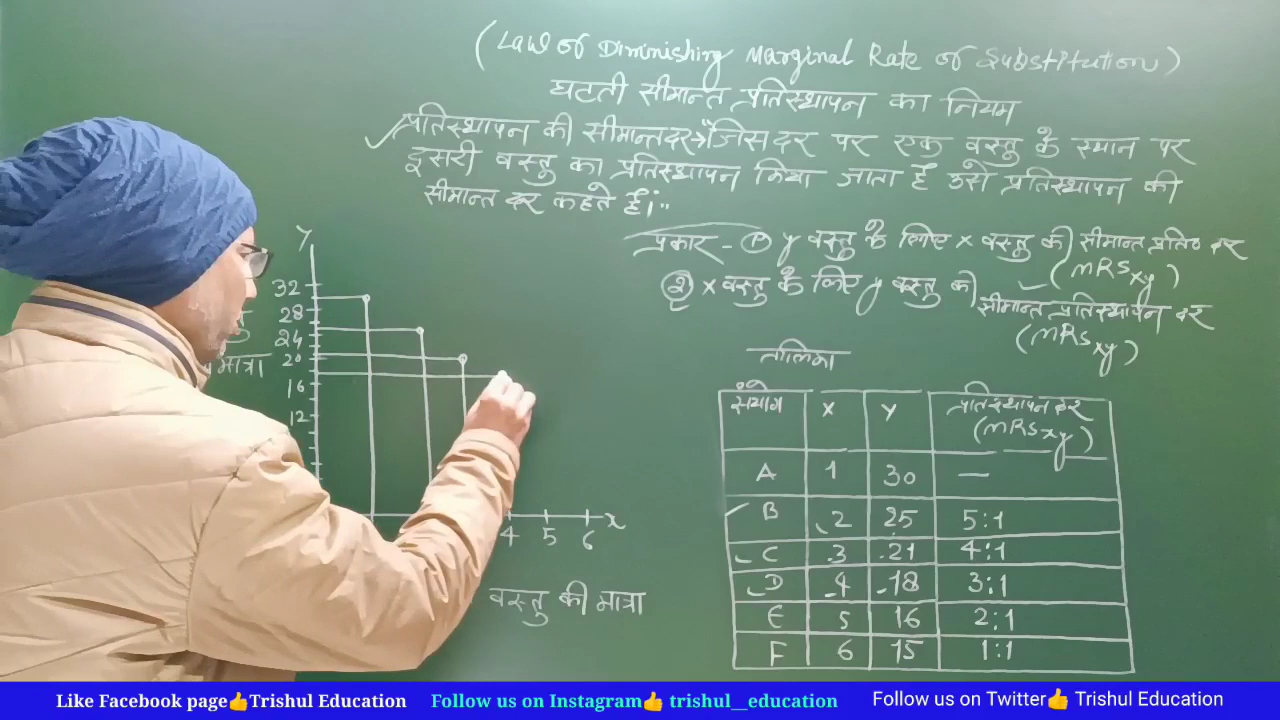 (Law of Diminishing Marginal Rate of Substitution)
घटती सीमान्त प्रतिस्थापन का नियम
✓प्रतिस्थापन की सीमान्तदर→"जिस दर पर एक वस्तु के स्थान पर
दूसरी वस्तु का प्रतिस्थापन किया जाता है उसे प्रतिस्थापन की
सीमान्त दर कहते हैं।"
प्रकार - ① y वस्तु के लिए x वस्तु की सीमान्त प्रति० दर
(MRSxy)
② x वस्तु के लिए y वस्तु की सीमान्त प्रतिस्थापन दर
(MRSxy)
तालिका
संयोग X Y प्रतिस्थापन दर
(MRSxy)
A 1 30 —
B 2 25 5:1
C 3 21 4:1
D 4 18 3:1
E 5 16 2:1
F 6 15 1:1
Y
32
28
24
20
मात्रा
16
12
4 5 6 x
वस्तु की मात्रा
Like Facebook page👍Trishul Education Follow us on Instagram👍 trishul__education Follow us on Twitter👍 Trishul Education